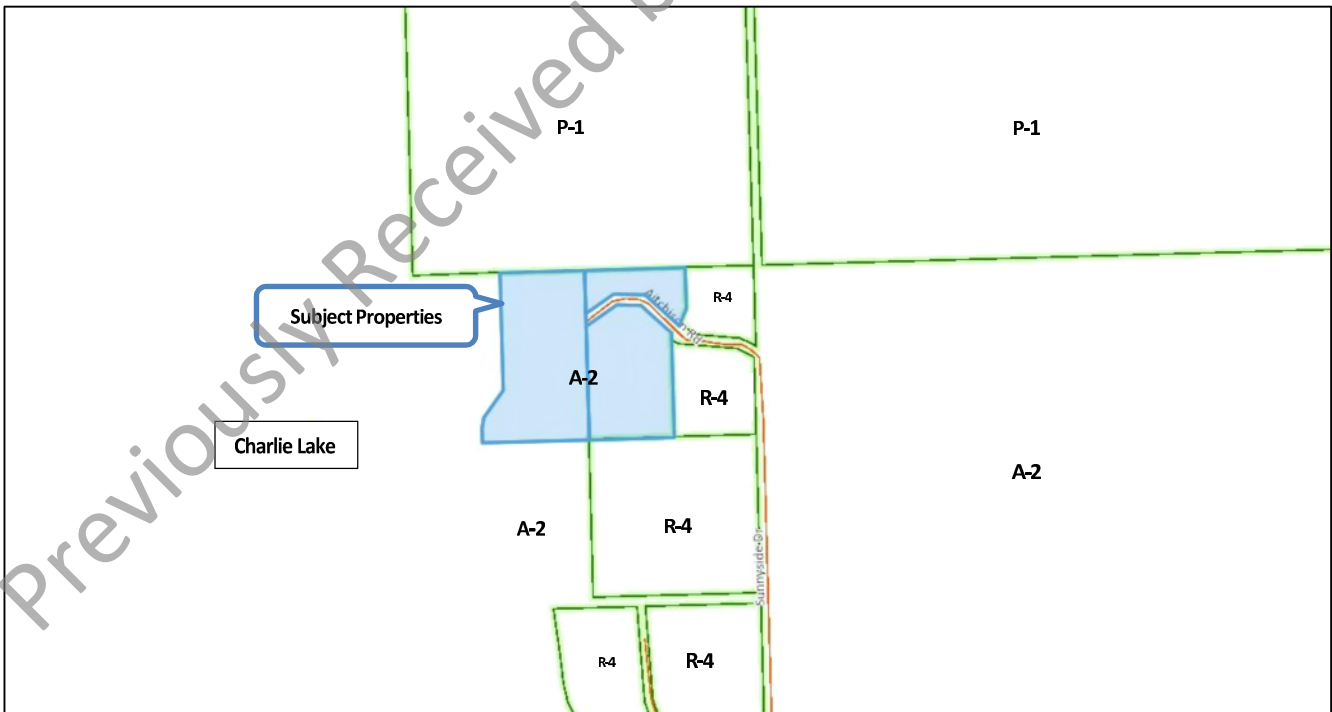 P-1
P-1
Subject Properties
Aitchison Rd
R-4
A-2
R-4
Charlie Lake
A-2
A-2
R-4
Sunnyside Dr
R-4
R-4
Previously Received b